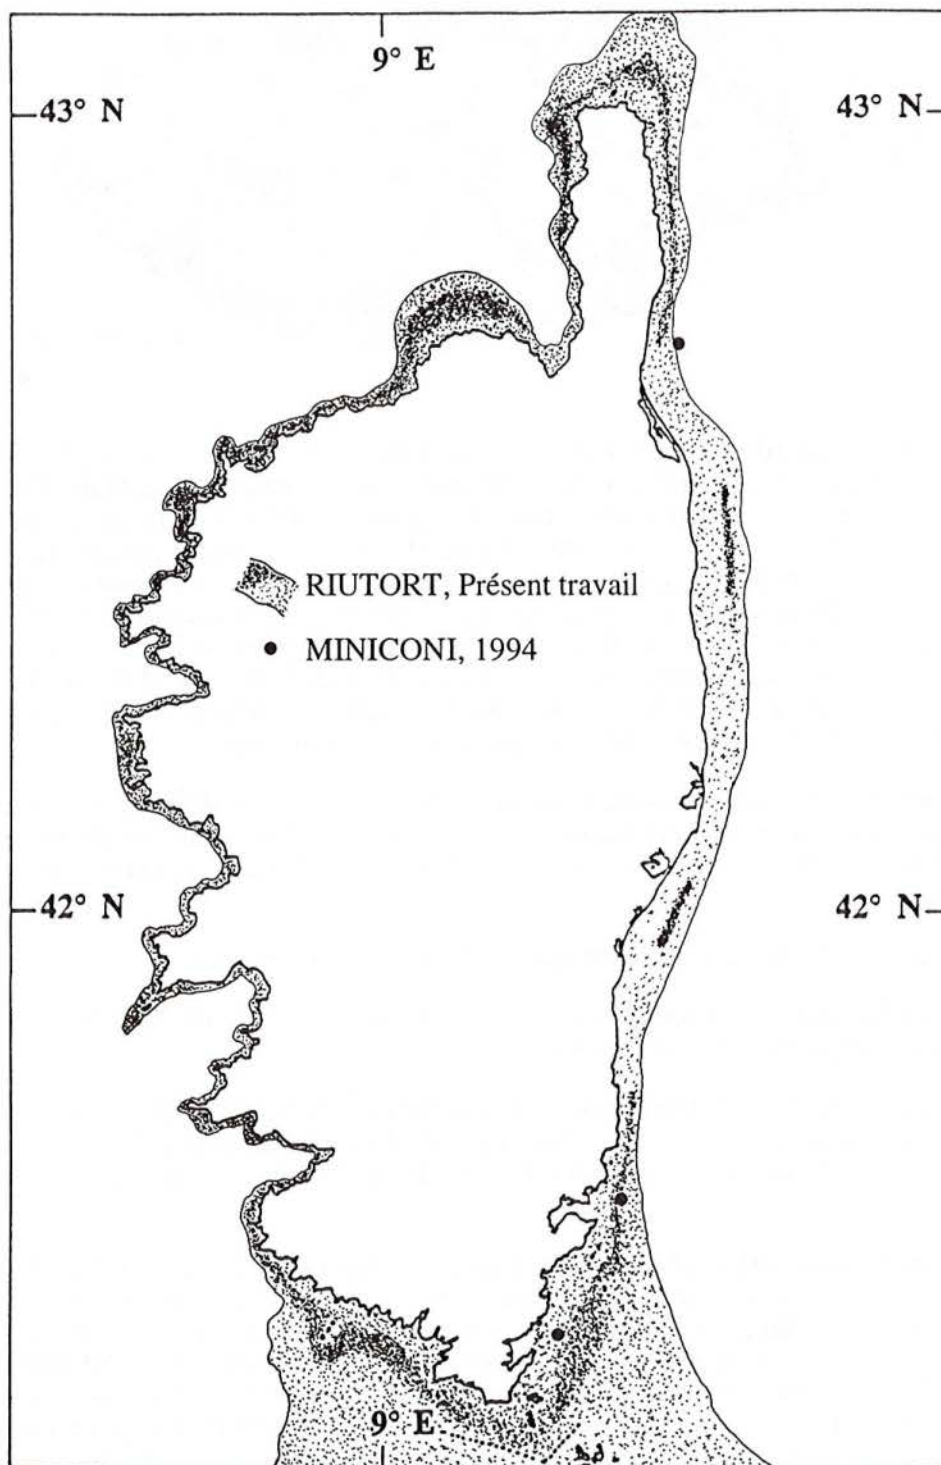 9° E
43° N
43° N
RIUTORT, Présent travail
MINICONI, 1994
42° N
42° N
9° E